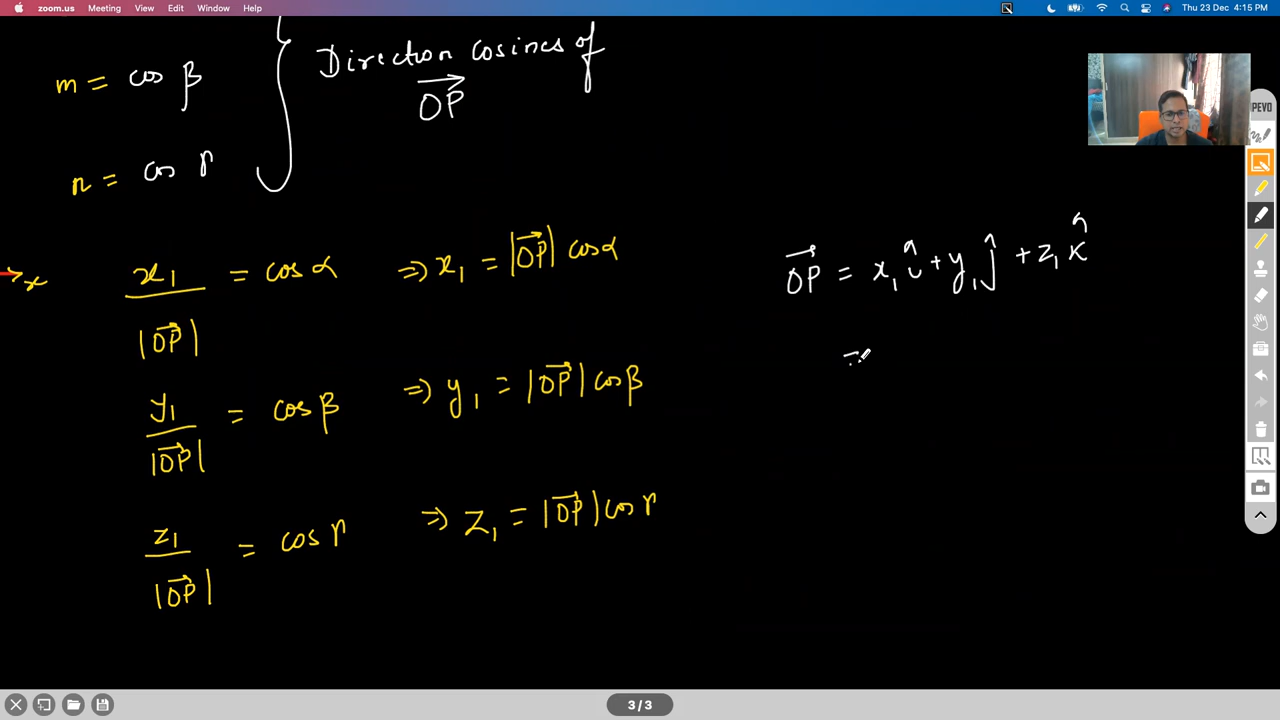 zoom.us Meeting View Edit Window Help Thu 23 Dec 4:15 PM
Direction cosines of
m = cos β
OP
n = cos γ
x₁ / |OP| = cos α ⇒ x₁ = |OP| cos α
OP = x₁ î + y₁ ĵ + z₁ k̂
x
=
y₁ / |OP| = cos β ⇒ y₁ = |OP| cos β
z₁ / |OP| = cos γ ⇒ z₁ = |OP| cos γ
3/3